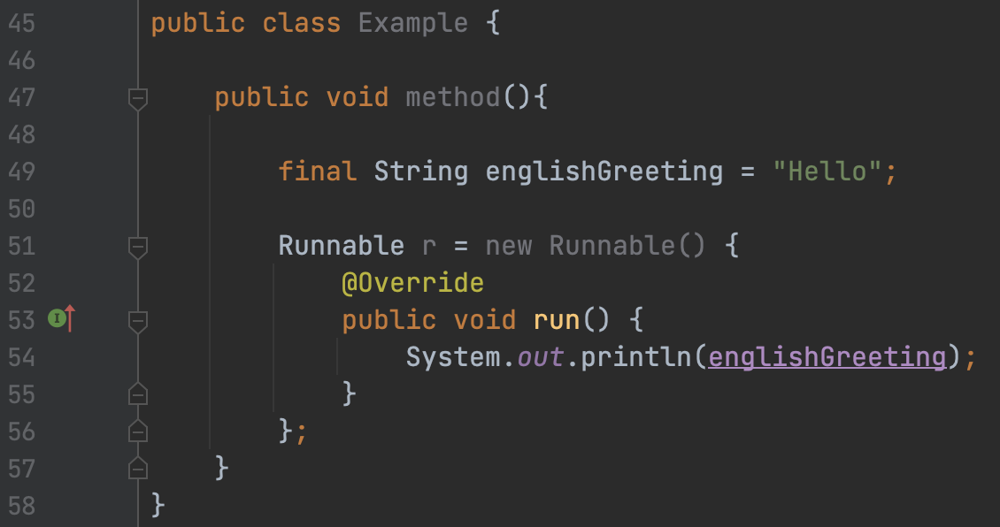 45 public class Example {
46
47     public void method(){
48
49         final String englishGreeting = "Hello";
50
51         Runnable r = new Runnable() {
52             @Override
53 I           public void run() {
54                 System.out.println(englishGreeting);
55             }
56         };
57     }
58 }